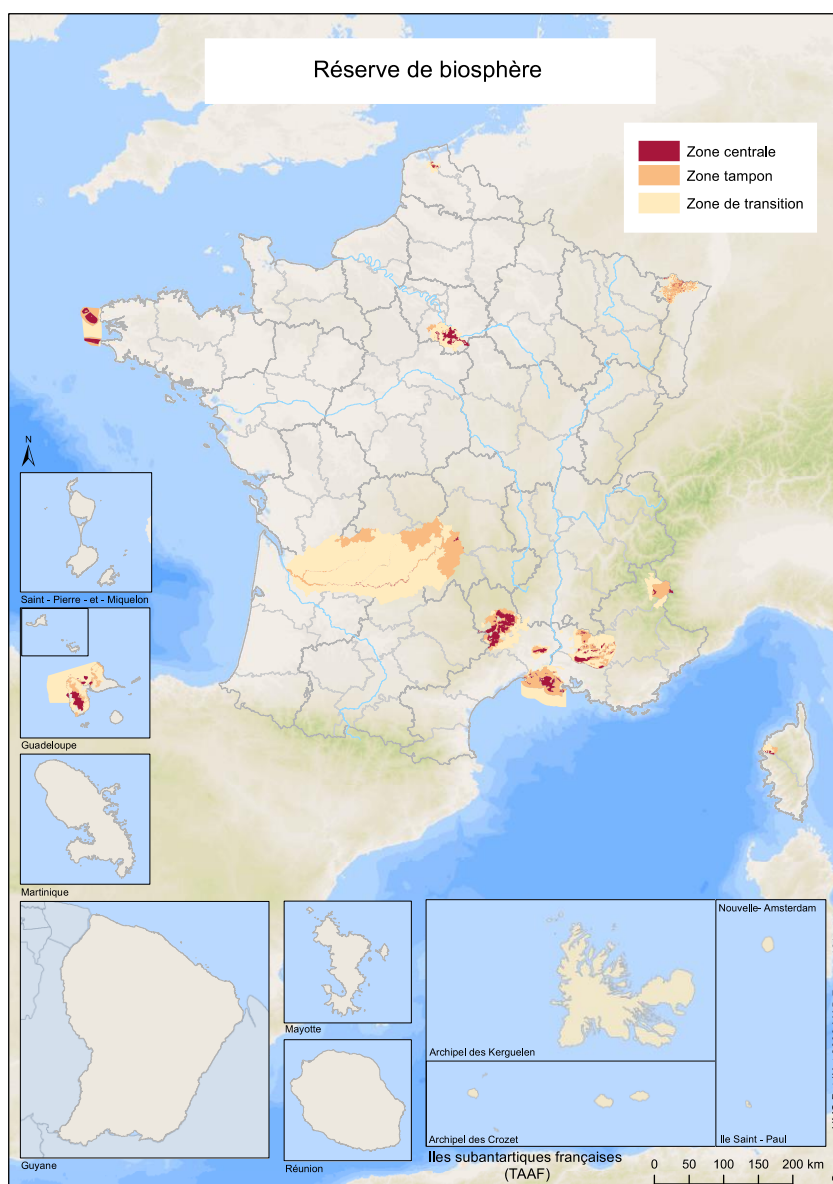 Réserve de biosphère
Zone centrale
Zone tampon
Zone de transition
N
Saint - Pierre - et - Miquelon
Guadeloupe
Martinique
Guyane
Mayotte
Réunion
Nouvelle- Amsterdam
Archipel des Kerguelen
Archipel des Crozet
Ile Saint - Paul
Iles subantartiques françaises
(TAAF)
0 50 100 150 200 km